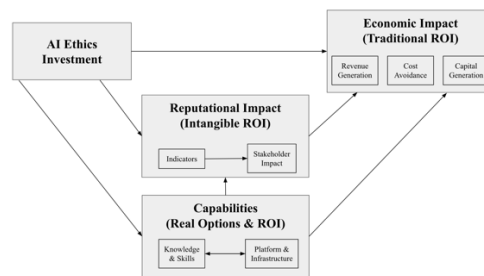 AI Ethics
Investment
Economic Impact
(Traditional ROI)
Revenue
Generation
Cost
Avoidance
Capital
Generation
Reputational Impact
(Intangible ROI)
Indicators
Stakeholder
Impact
Capabilities
(Real Options & ROI)
Knowledge
& Skills
Platform &
Infrastructure